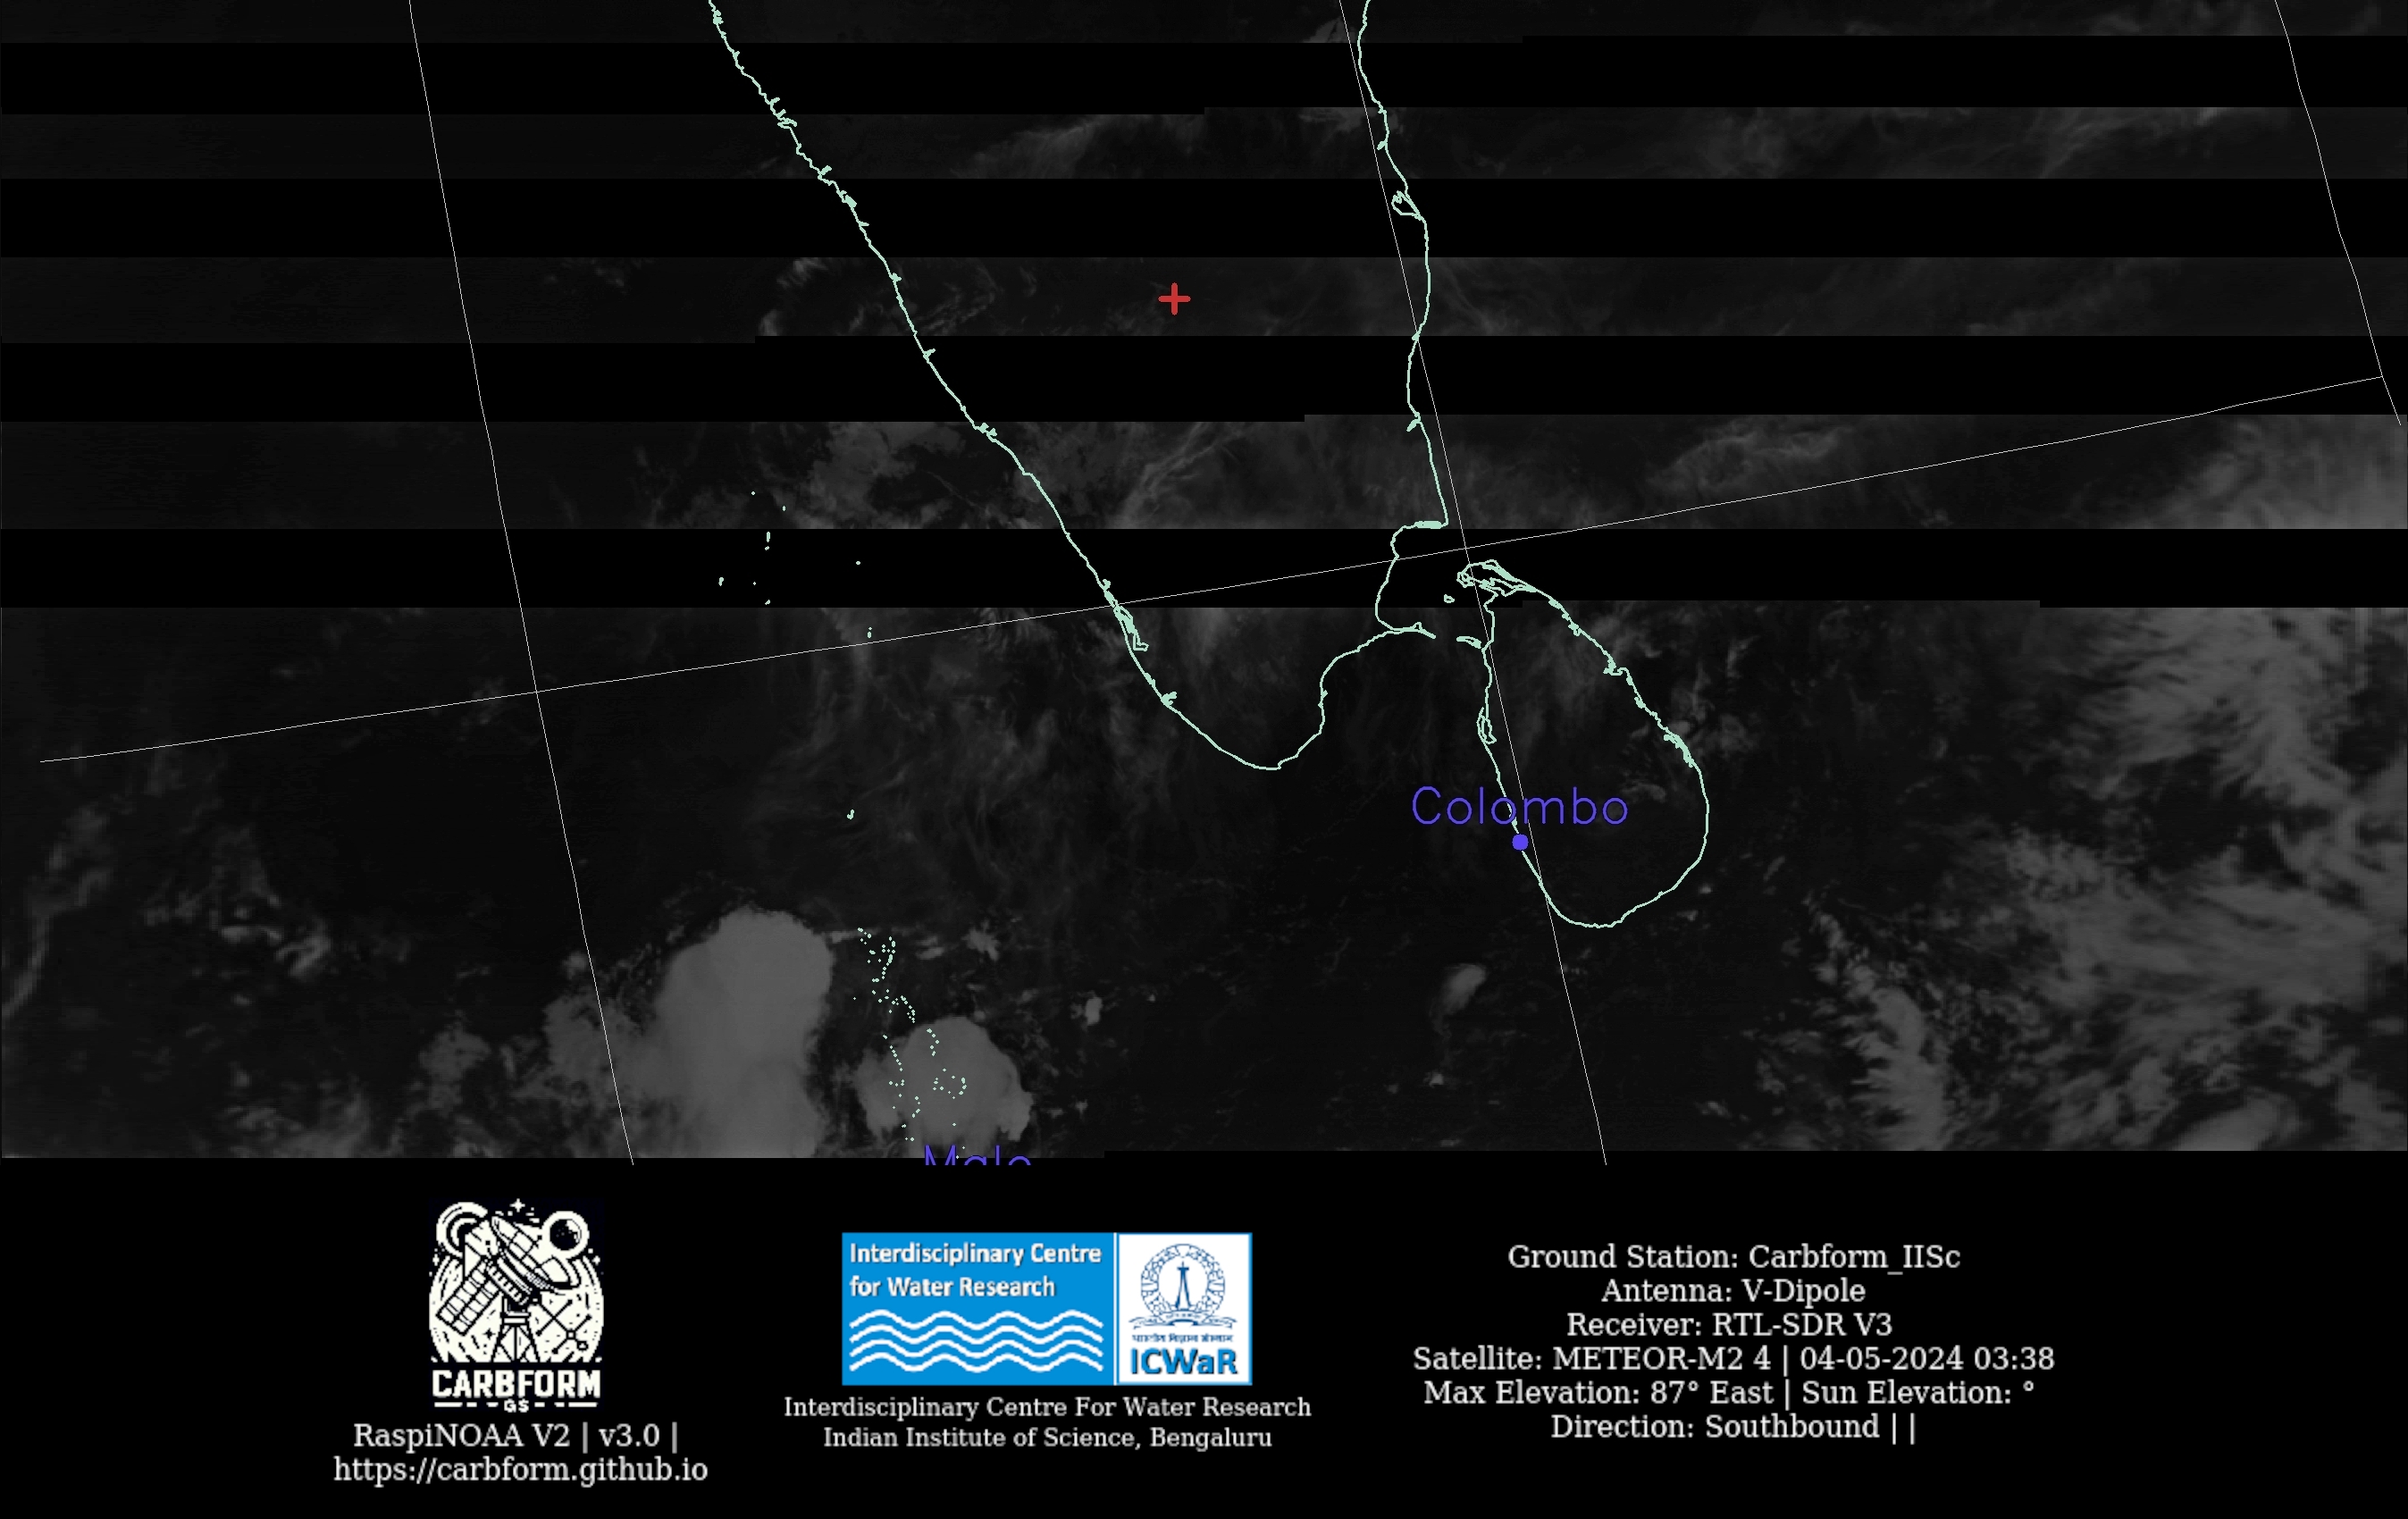 Colombo
Male
CARBFORM
GS
RaspiNOAA V2 | v3.0 |
https://carbform.github.io
Interdisciplinary Centre
for Water Research
भारतीय विज्ञान संस्थान
ICWaR
Interdisciplinary Centre For Water Research
Indian Institute of Science, Bengaluru
Ground Station: Carbform_IISc
Antenna: V-Dipole
Receiver: RTL-SDR V3
Satellite: METEOR-M2 4 | 04-05-2024 03:38
Max Elevation: 87° East | Sun Elevation: °
Direction: Southbound | |